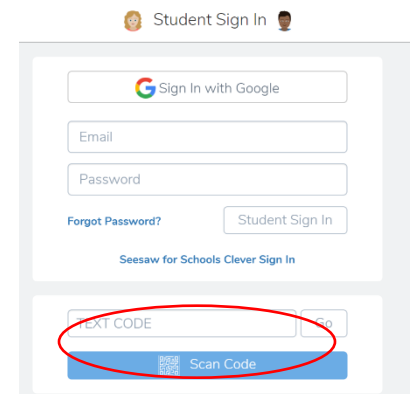 Student Sign In
Sign In with Google
Email
Password
Forgot Password?
Student Sign In
Seesaw for Schools Clever Sign In
TEXT CODE
Go
Scan Code